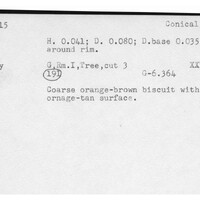 15 Conical
H. 0.041; D. 0.080; D.base 0.035
around rim.
y G,Rm.I,Tree,cut 3 XX
191 G-6.364
Coarse orange-brown biscuit with
ornage-tan surface.